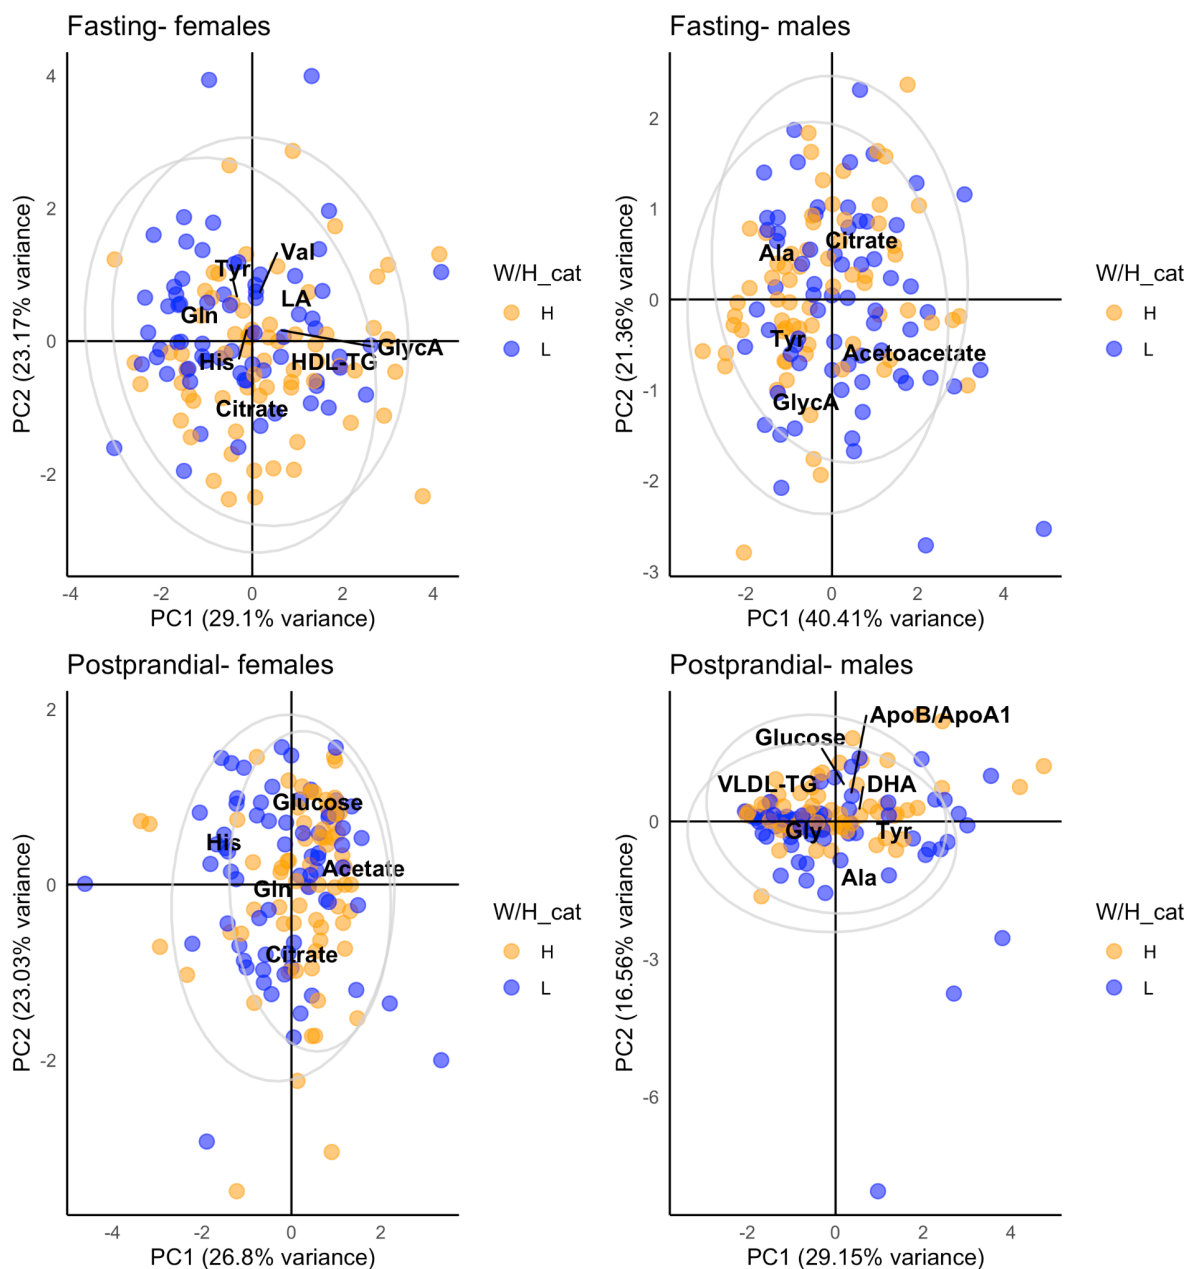 Fasting- females
4
2
0
-2
PC2 (23.17% variance)
Val
Tyr
LA
Gln
GlycA
His
HDL-TG
Citrate
-4
-2
0
2
4
PC1 (29.1% variance)
W/H_cat
H
L
Fasting- males
2
1
0
-1
-2
-3
PC2 (21.36% variance)
Citrate
Ala
Tyr
Acetoacetate
GlycA
-2
0
2
4
PC1 (40.41% variance)
W/H_cat
H
L
Postprandial- females
2
0
-2
PC2 (23.03% variance)
Glucose
His
Acetate
Gln
Citrate
-4
-2
0
2
PC1 (26.8% variance)
W/H_cat
H
L
Postprandial- males
0
-3
-6
PC2 (16.56% variance)
ApoB/ApoA1
Glucose
VLDL-TG
DHA
Gly
Tyr
Ala
-2
0
2
4
PC1 (29.15% variance)
W/H_cat
H
L